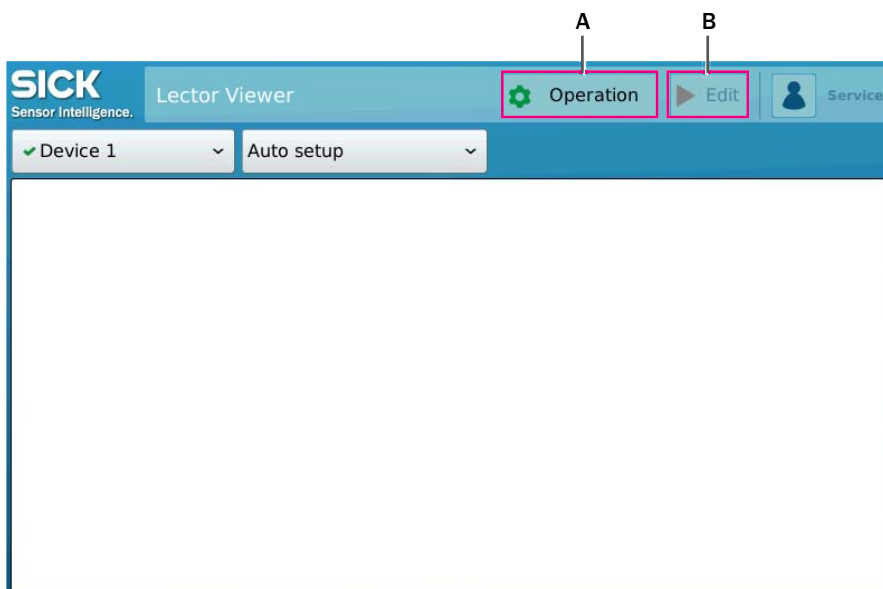 A B
SICK
Sensor Intelligence.
Lector Viewer
Operation
Edit
Service
Device 1
Auto setup